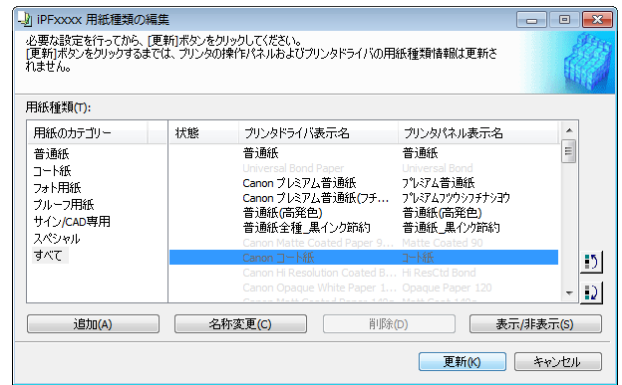 iPFxxxx 用紙種類の編集
必要な設定を行ってから、[更新]ボタンをクリックしてください。
[更新]ボタンをクリックするまでは、プリンタの操作パネルおよびプリンタドライバの用紙種類情報は更新さ
れません。
用紙種類(T):
用紙のカテゴリー 状態 プリンタドライバ表示名 プリンタパネル表示名
普通紙
コート紙
フォト用紙
プルーフ用紙
サイン/CAD専用
スペシャル
すべて
普通紙 普通紙
Universal Bond Paper Universal Bond
Canon プレミアム普通紙 プレミアム普通紙
Canon プレミアム普通紙(フチ... プレミアムフツウシフチナシヨウ
普通紙(高発色) 普通紙(高発色)
普通紙全種_黒インク節約 普通紙_黒インク節約
Canon Matte Coated Paper 9... Matte Coated 90
Canon コート紙 コート紙
Canon Hi Resolution Coated B... Hi ResCtd Bond
Canon Opaque White Paper 1... Opaque Paper 120
追加(A) 名称変更(C) 削除(D) 表示/非表示(S)
更新(K) キャンセル